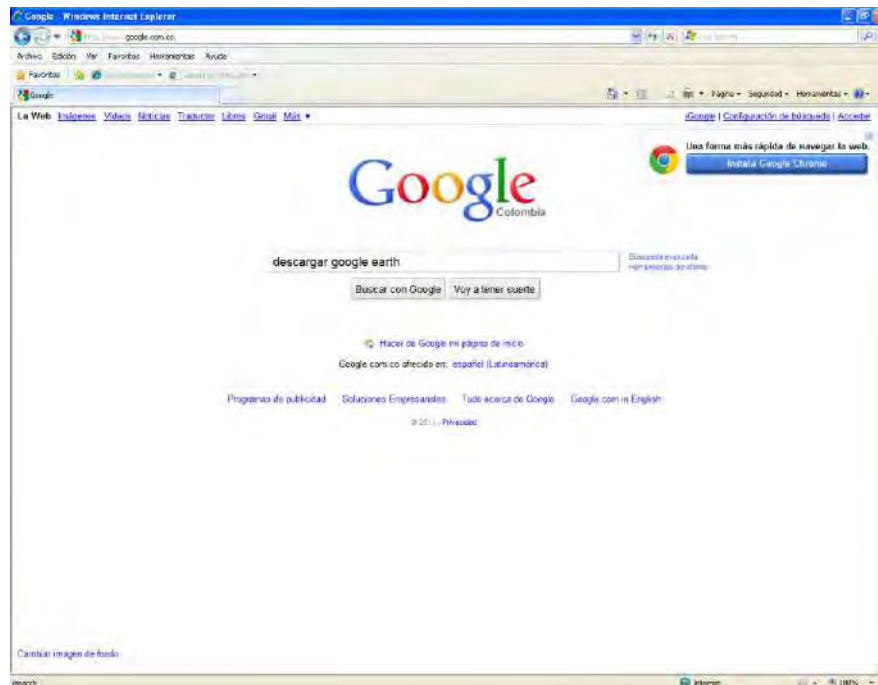 Google - Windows Internet Explorer
google.com.co
Archivo Edición Ver Favoritos Herramientas Ayuda
Favoritos
Google
Página Seguridad Herramientas
La Web Imágenes Videos Noticias Traductor Libros Gmail Más
iGoogle | Configuración de búsqueda | Acceder
Una forma más rápida de navegar la web.
Instala Google Chrome
Google
Colombia
descargar google earth
Búsqueda avanzada
Herramientas de idioma
Buscar con Google Voy a tener suerte
Hacer de Google mi página de inicio
Google.com.co ofrecido en: español (Latinoamérica)
Programas de publicidad Soluciones Empresariales Todo acerca de Google Google.com in English
Privacidad
Cambiar imagen de fondo
Internet 100%